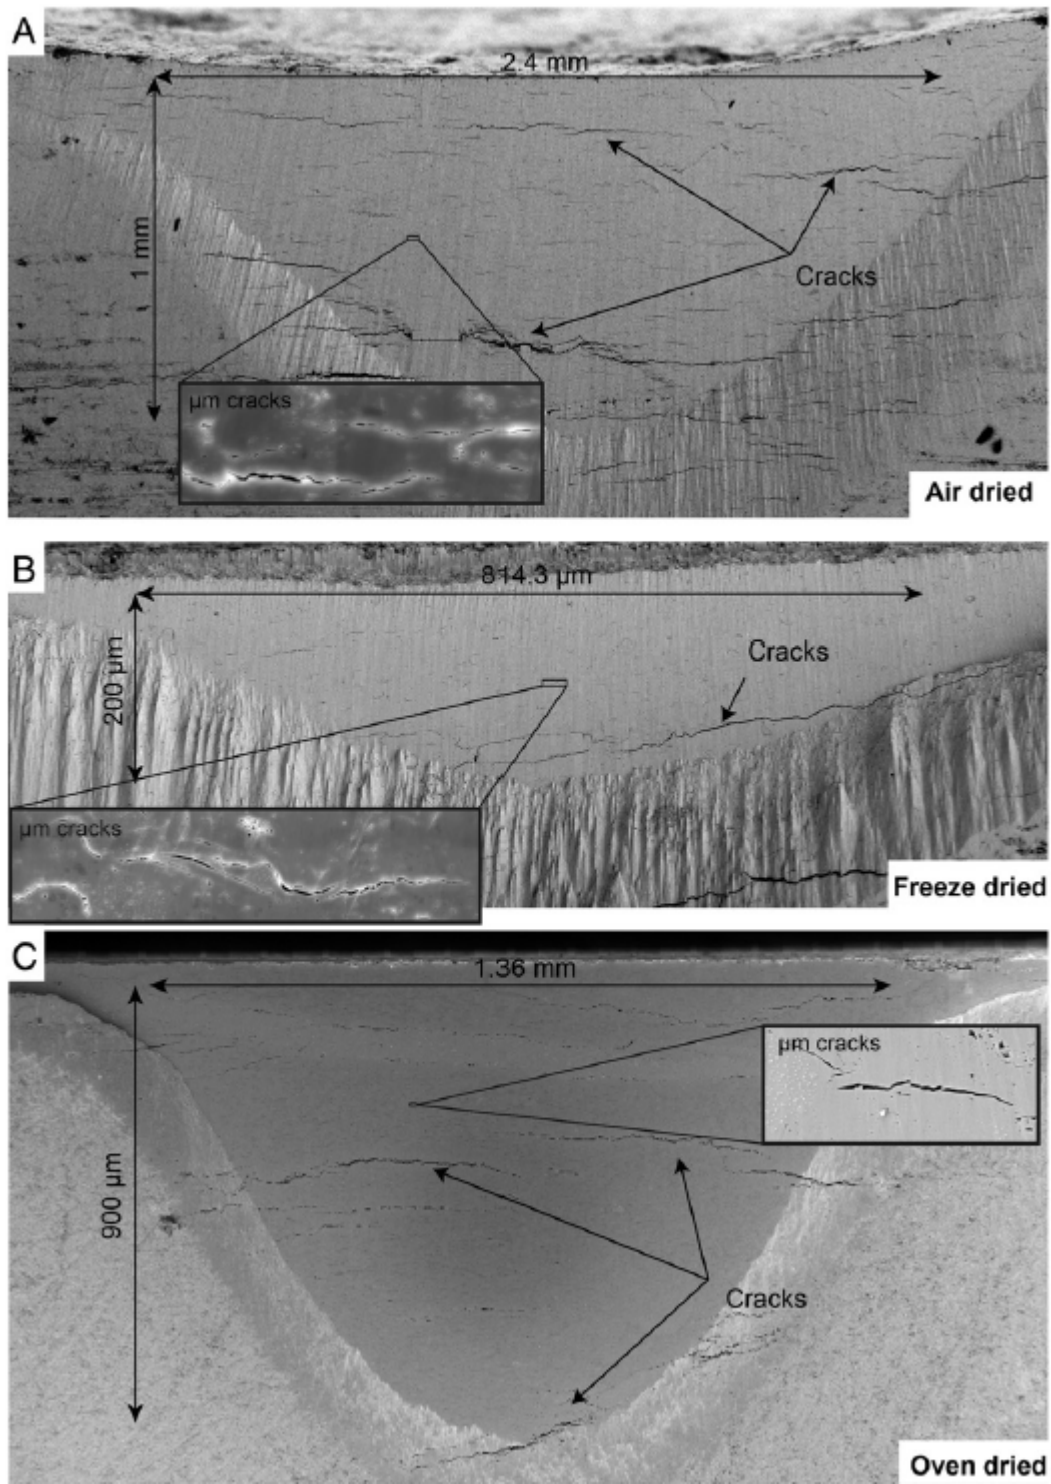 A
2.4 mm
1 mm
Cracks
µm cracks
Air dried
B
814.3 µm
200 µm
Cracks
µm cracks
Freeze dried
C
1.36 mm
µm cracks
900 µm
Cracks
Oven dried